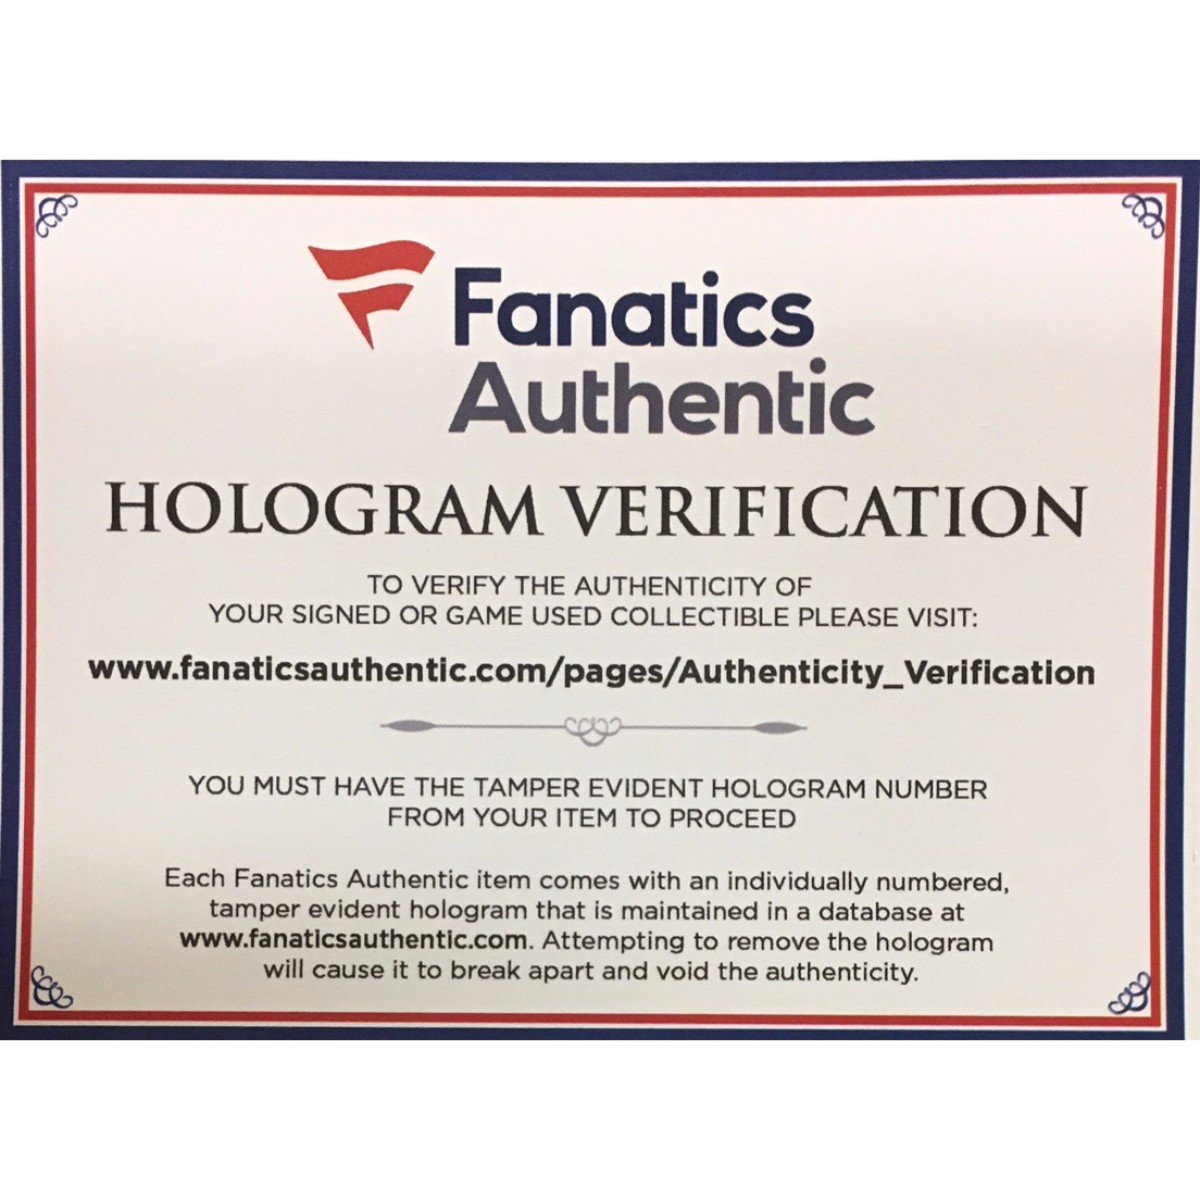 Fanatics
Authentic
HOLOGRAM VERIFICATION
TO VERIFY THE AUTHENTICITY OF
YOUR SIGNED OR GAME USED COLLECTIBLE PLEASE VISIT:
www.fanaticsauthentic.com/pages/Authenticity_Verification
YOU MUST HAVE THE TAMPER EVIDENT HOLOGRAM NUMBER
FROM YOUR ITEM TO PROCEED
Each Fanatics Authentic item comes with an individually numbered,
tamper evident hologram that is maintained in a database at
www.fanaticsauthentic.com. Attempting to remove the hologram
will cause it to break apart and void the authenticity.